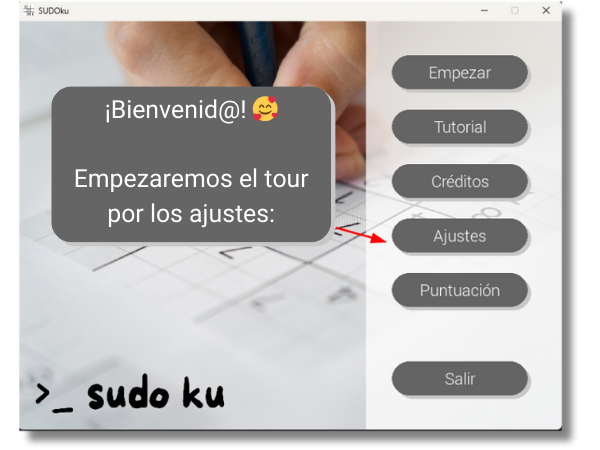 SUDOku
¡Bienvenid@! 🥰
Empezaremos el tour
por los ajustes:
Empezar
Tutorial
Créditos
Ajustes
Puntuación
Salir
>_ sudo ku